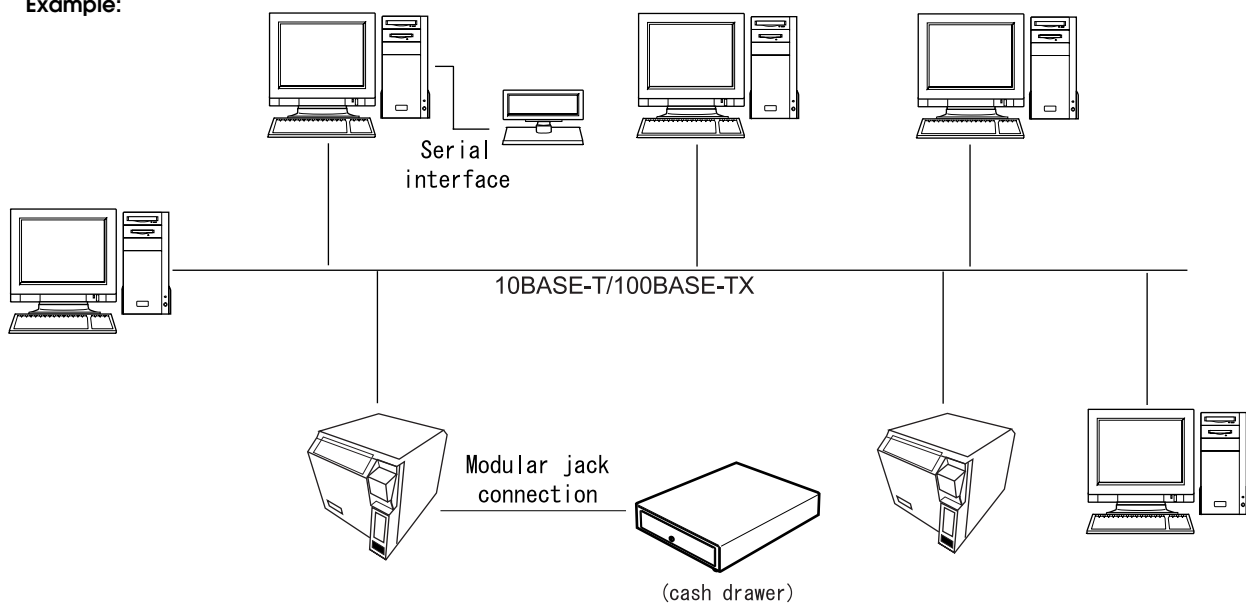 Example:
Serial
interface
10BASE-T/100BASE-TX
Modular jack
connection
(cash drawer)